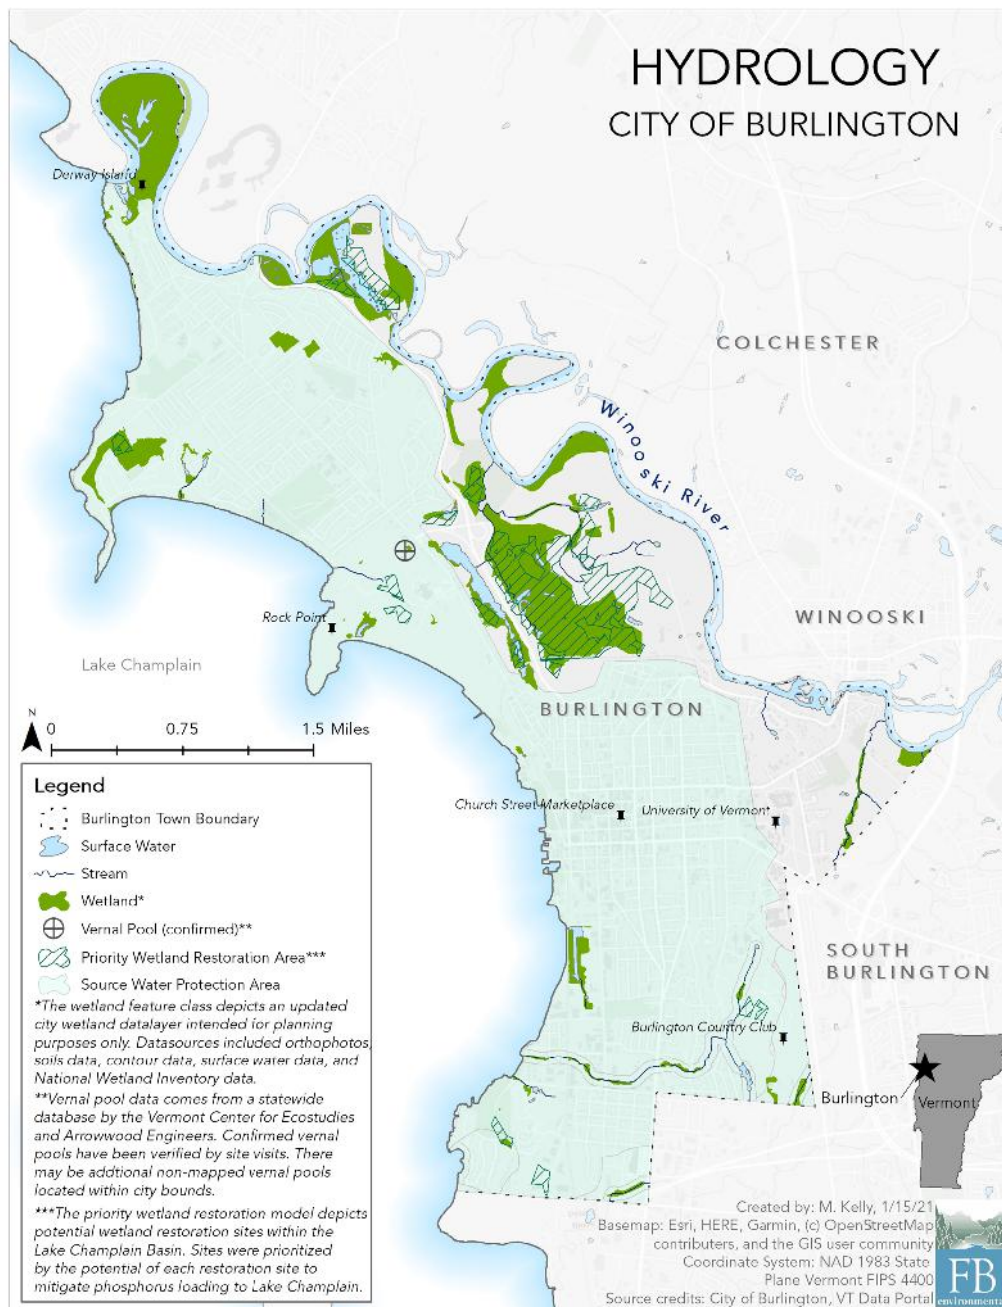 HYDROLOGY
CITY OF BURLINGTON
Derway Island
COLCHESTER
Winooski River
WINOOSKI
Rock Point
Lake Champlain
BURLINGTON
N
0 0.75 1.5 Miles
Church Street Marketplace
University of Vermont
SOUTH
BURLINGTON
Burlington Country Club
Burlington
Vermont
Legend
Burlington Town Boundary
Surface Water
Stream
Wetland*
Vernal Pool (confirmed)**
Priority Wetland Restoration Area***
Source Water Protection Area
*The wetland feature class depicts an updated
city wetland datalayer intended for planning
purposes only. Datasources included orthophotos,
soils data, contour data, surface water data, and
National Wetland Inventory data.
**Vernal pool data comes from a statewide
database by the Vermont Center for Ecostudies
and Arrowwood Engineers. Confirmed vernal
pools have been verified by site visits. There
may be addtional non-mapped vernal pools
located within city bounds.
***The priority wetland restoration model depicts
potential wetland restoration sites within the
Lake Champlain Basin. Sites were prioritized
by the potential of each restoration site to
mitigate phosphorus loading to Lake Champlain.
Created by: M. Kelly, 1/15/21
Basemap: Esri, HERE, Garmin, (c) OpenStreetMap
contributers, and the GIS user community
Coordinate System: NAD 1983 State
Plane Vermont FIPS 4400
Source credits: City of Burlington, VT Data Portal
FB
environmental